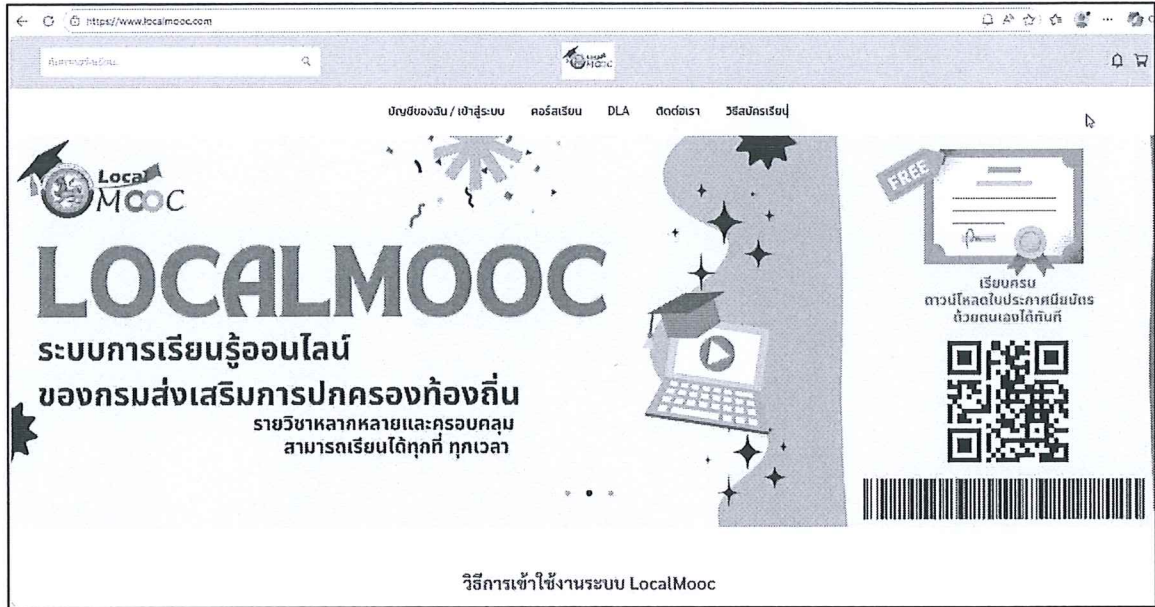 https://www.localmooc.com
Local
MOOC
บัญชีของฉัน / เข้าสู่ระบบ คอร์สเรียน DLA ติดต่อเรา วิธีสมัครเรียน
Local
MOOC
FREE
LOCALMOOC
ระบบการเรียนรู้ออนไลน์
ของกรมส่งเสริมการปกครองท้องถิ่น
รายวิชาหลากหลายและครอบคลุม
สามารถเรียนได้ทุกที่ ทุกเวลา
เรียนครบ
ดาวน์โหลดใบประกาศนียบัตร
ด้วยตนเองได้ทันที
วิธีการเข้าใช้งานระบบ LocalMooc